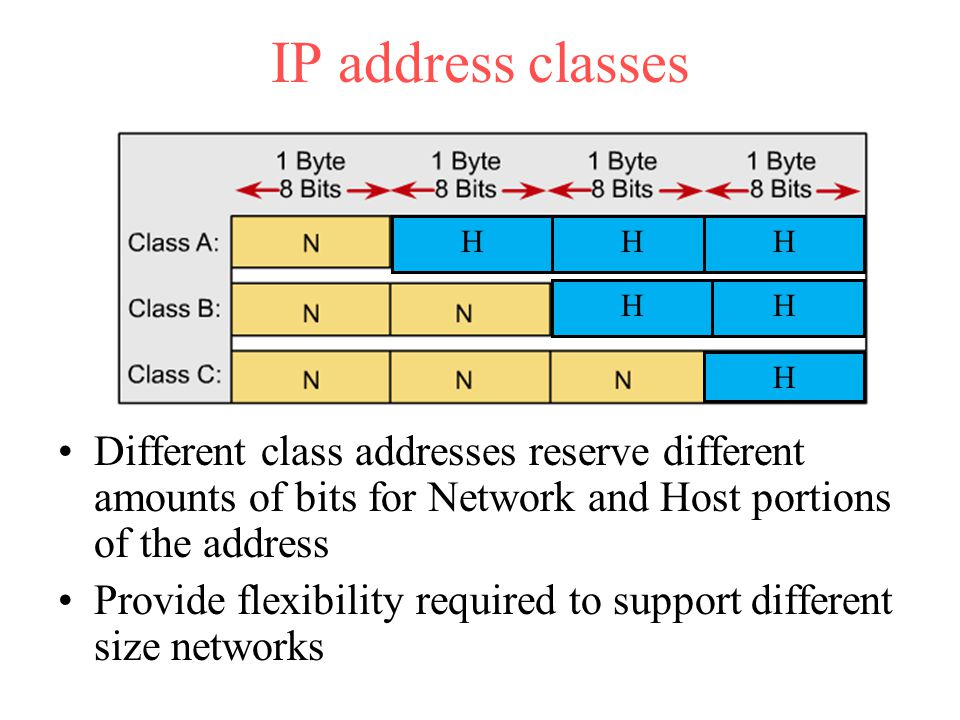 IP address classes
1 Byte 1 Byte 1 Byte 1 Byte
8 Bits 8 Bits 8 Bits 8 Bits
Class A: N H H H
Class B: N N H H
Class C: N N N H
• Different class addresses reserve different
amounts of bits for Network and Host portions
of the address
• Provide flexibility required to support different
size networks